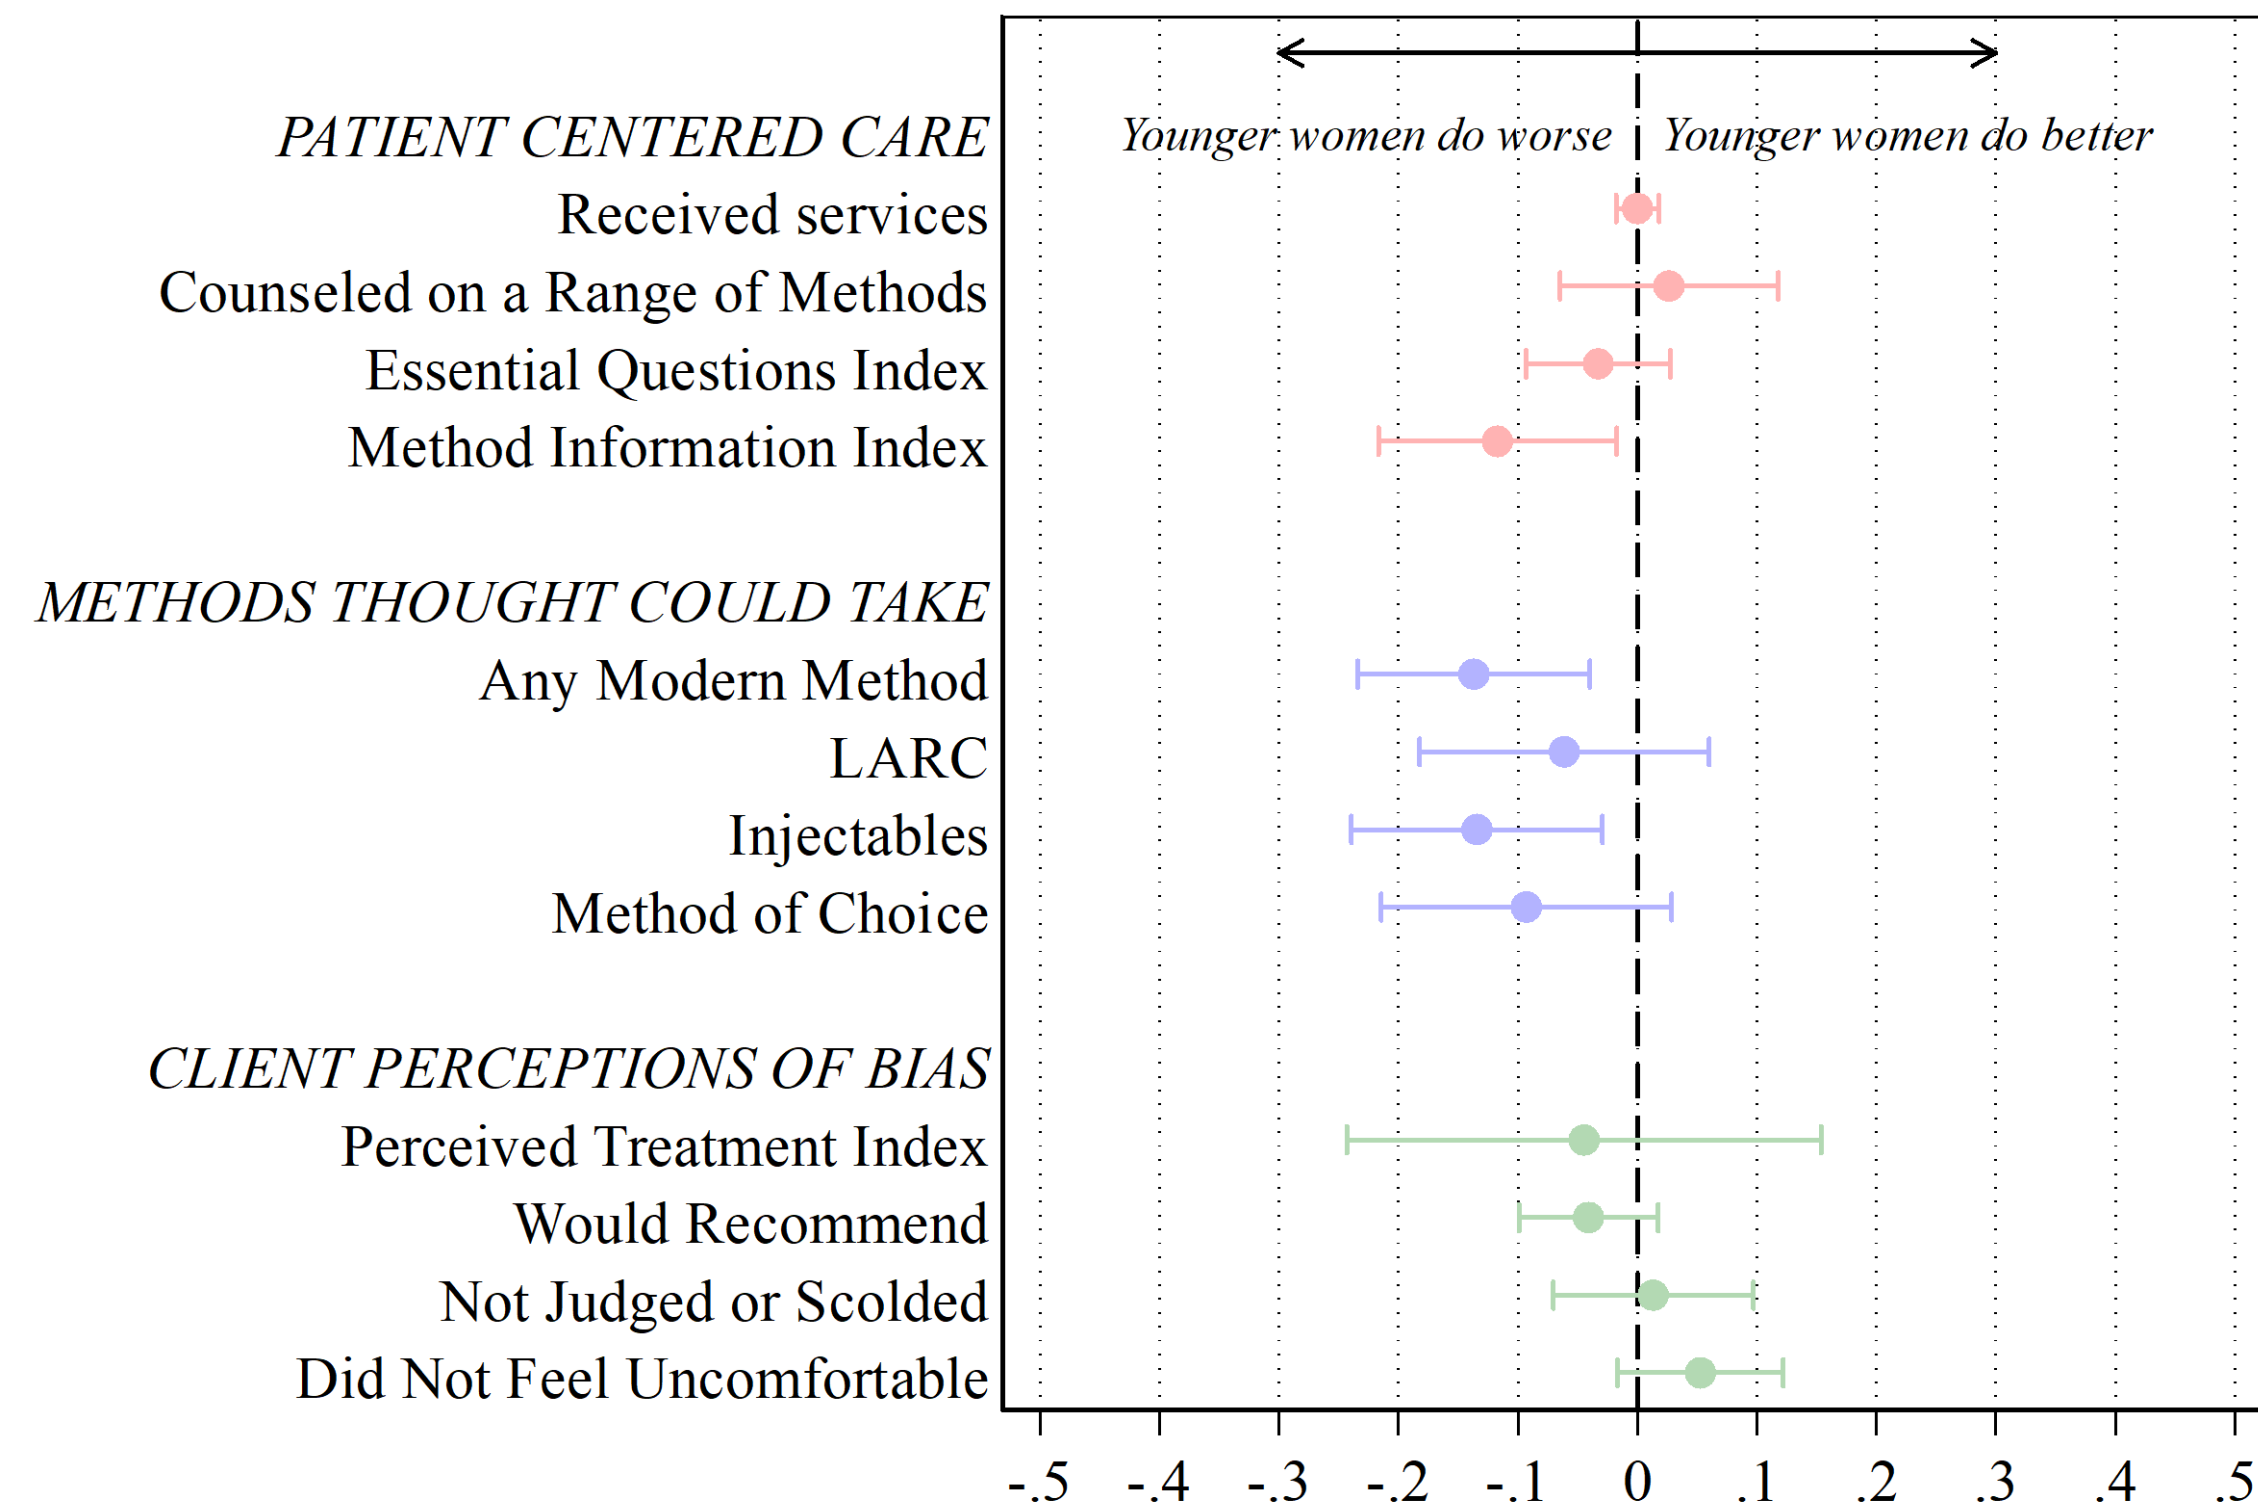 PATIENT CENTERED CARE
Younger women do worse
Younger women do better
Received services
Counseled on a Range of Methods
Essential Questions Index
Method Information Index
METHODS THOUGHT COULD TAKE
Any Modern Method
LARC
Injectables
Method of Choice
CLIENT PERCEPTIONS OF BIAS
Perceived Treatment Index
Would Recommend
Not Judged or Scolded
Did Not Feel Uncomfortable
-.5 -.4 -.3 -.2 -.1 0 .1 .2 .3 .4 .5